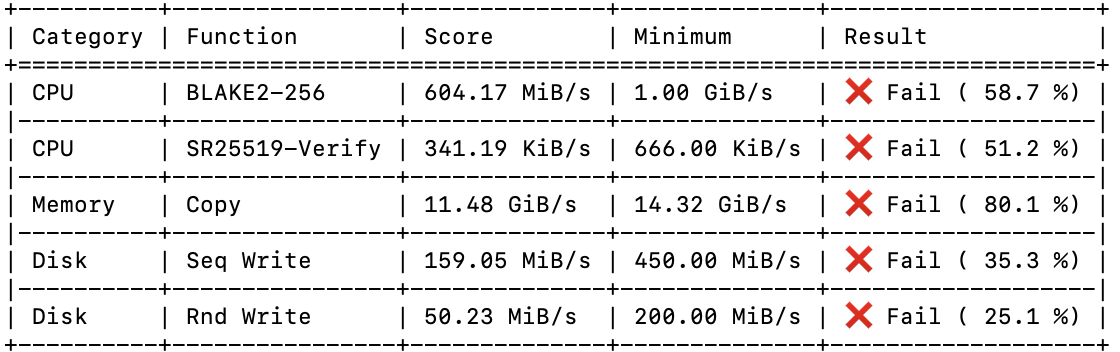 +----------+----------------+--------------+--------------+-------------------+
| Category | Function       | Score        | Minimum      | Result            |
+=============================================================================+
| CPU      | BLAKE2-256     | 604.17 MiB/s | 1.00 GiB/s   | ❌ Fail ( 58.7 %) |
|----------+----------------+--------------+--------------+-------------------|
| CPU      | SR25519-Verify | 341.19 KiB/s | 666.00 KiB/s | ❌ Fail ( 51.2 %) |
|----------+----------------+--------------+--------------+-------------------|
| Memory   | Copy           | 11.48 GiB/s  | 14.32 GiB/s  | ❌ Fail ( 80.1 %) |
|----------+----------------+--------------+--------------+-------------------|
| Disk     | Seq Write      | 159.05 MiB/s | 450.00 MiB/s | ❌ Fail ( 35.3 %) |
|----------+----------------+--------------+--------------+-------------------|
| Disk     | Rnd Write      | 50.23 MiB/s  | 200.00 MiB/s | ❌ Fail ( 25.1 %) |
+----------+----------------+--------------+--------------+-------------------+